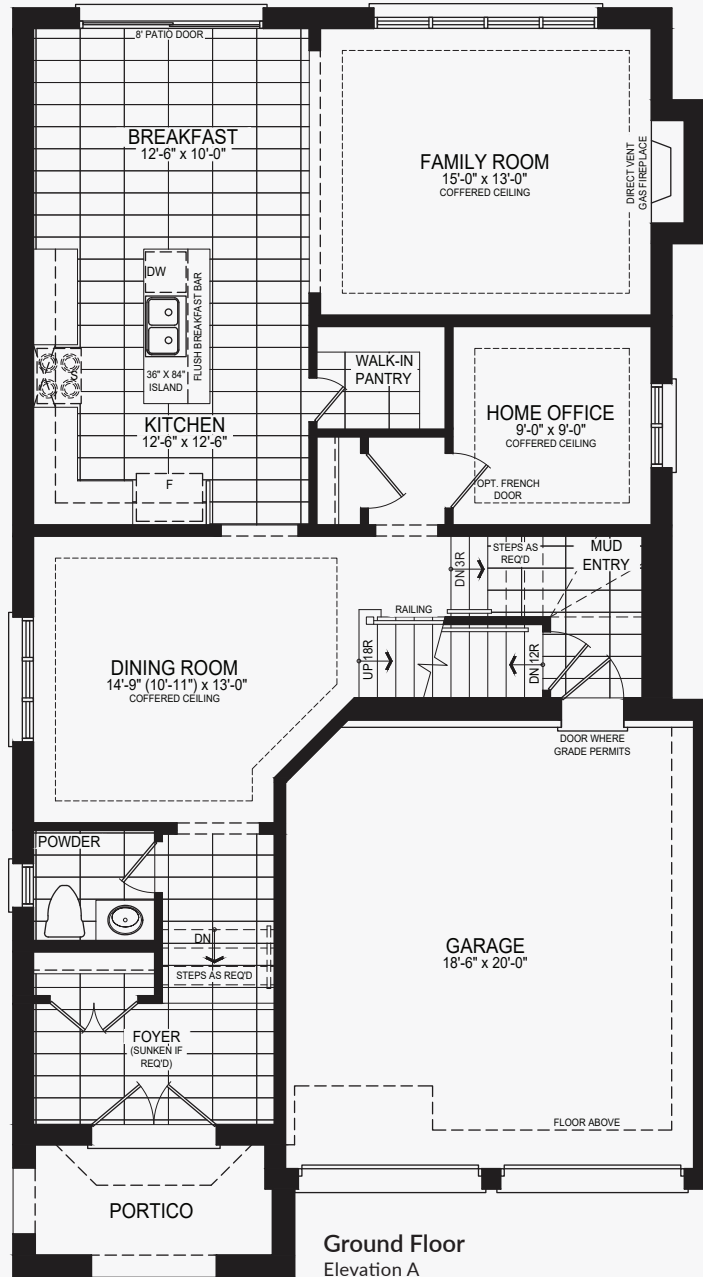 8' PATIO DOOR
BREAKFAST
12'-6" x 10'-0"
FAMILY ROOM
15'-0" x 13'-0"
COFFERED CEILING
DIRECT VENT
GAS FIREPLACE
DW
FLUSH BREAKFAST BAR
36" X 84"
ISLAND
S
WALK-IN
PANTRY
KITCHEN
12'-6" x 12'-6"
HOME OFFICE
9'-0" x 9'-0"
COFFERED CEILING
F
OPT. FRENCH
DOOR
STEPS AS
REQ'D
MUD
ENTRY
DN 3R
RAILING
UP 18R
DN 12R
DINING ROOM
14'-9" (10'-11") x 13'-0"
COFFERED CEILING
DOOR WHERE
GRADE PERMITS
POWDER
DN
STEPS AS REQ'D
GARAGE
18'-6" x 20'-0"
FOYER
(SUNKEN IF
REQ'D)
FLOOR ABOVE
PORTICO
Ground Floor
Elevation A